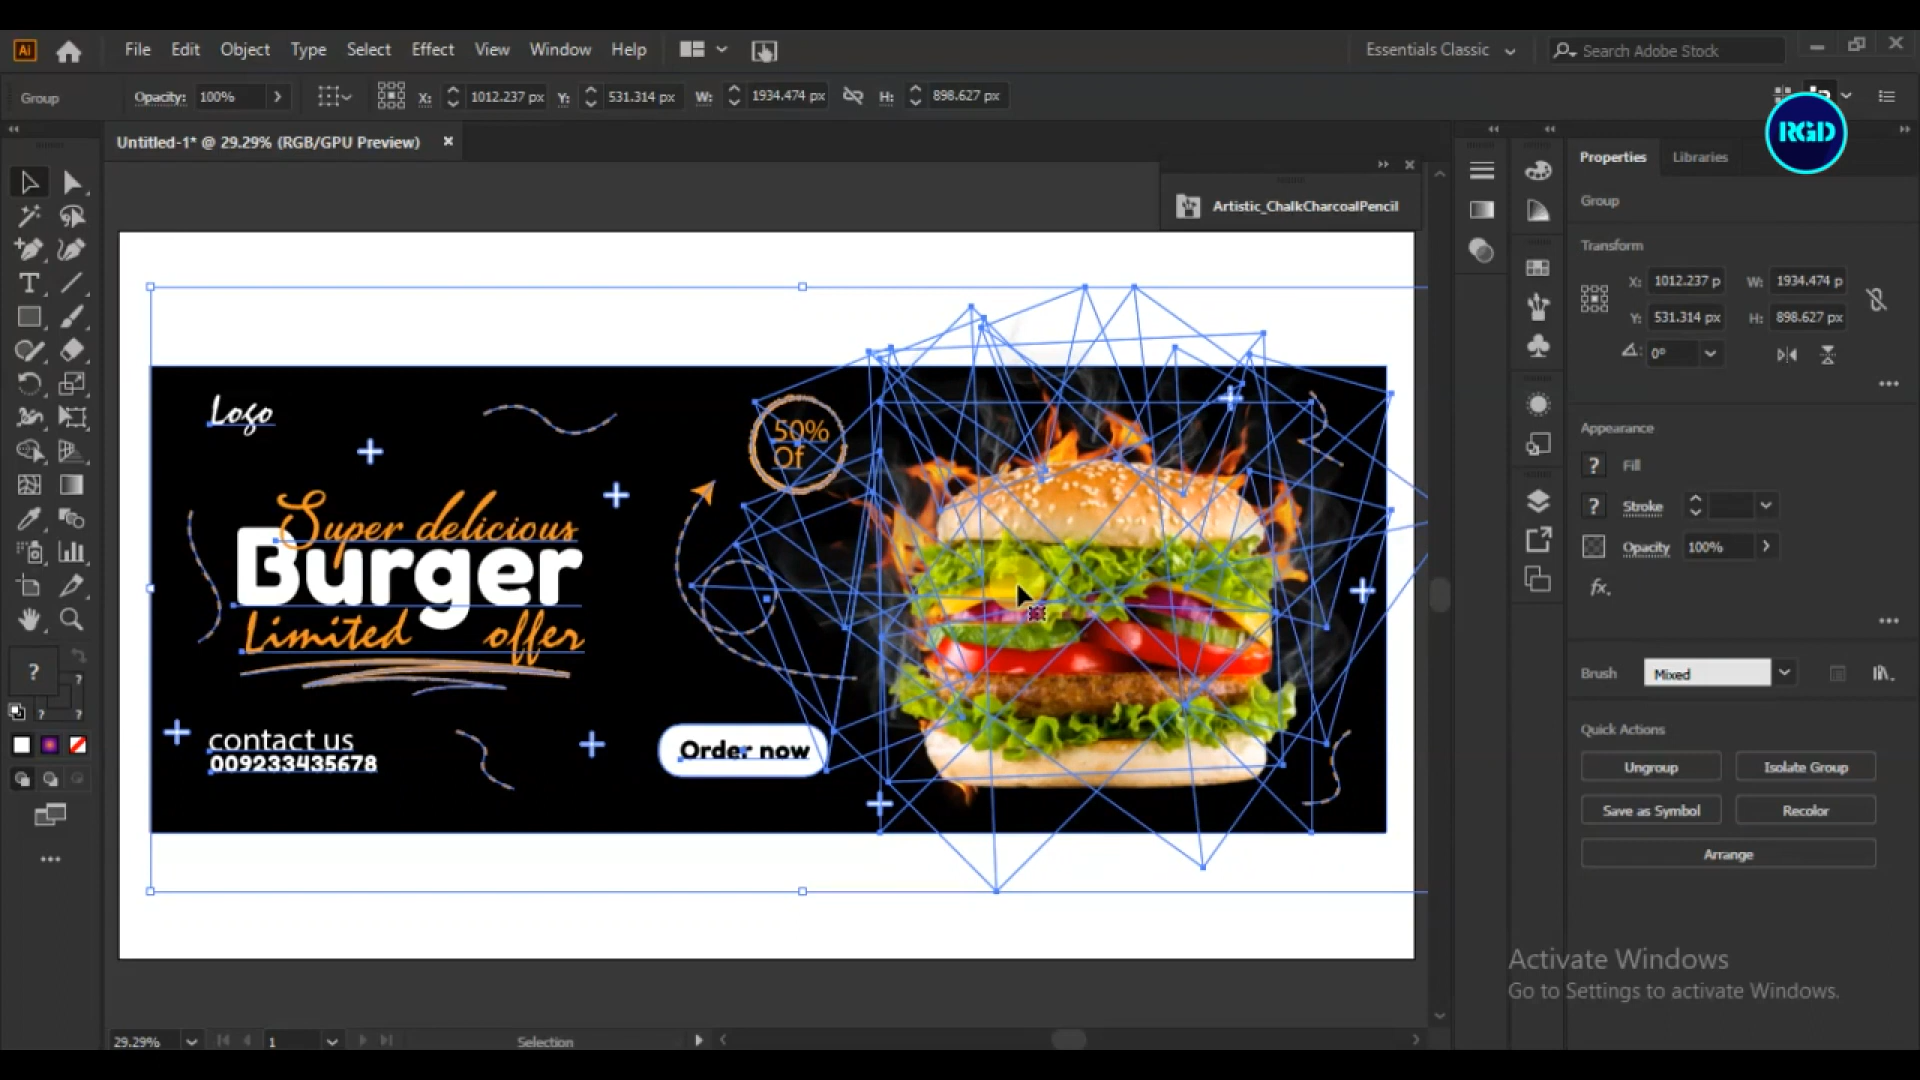 Ai File Edit Object Type Select Effect View Window Help Essentials Classic Search Adobe Stock
Group Opacity: 100% X: 1012.237 px Y: 531.314 px W: 1934.474 px H: 898.627 px
Untitled-1* @ 29.29% (RGB/GPU Preview)
RGD
Properties Libraries
Artistic_ChalkCharcoalPencil
Group
Transform
X: 1012.237 p W: 1934.474 p
Y: 531.314 px H: 898.627 px
0°
Logo
50%
Of
Super delicious
Burger
Limited offer
contact us
009233435678
Order now
Appearance
? Fill
? Stroke
Opacity 100%
fx.
Brush Mixed
Quick Actions
Ungroup Isolate Group
Save as Symbol Recolor
Arrange
?
?
? ?
Activate Windows
Go to Settings to activate Windows.
29.29% 1 Selection